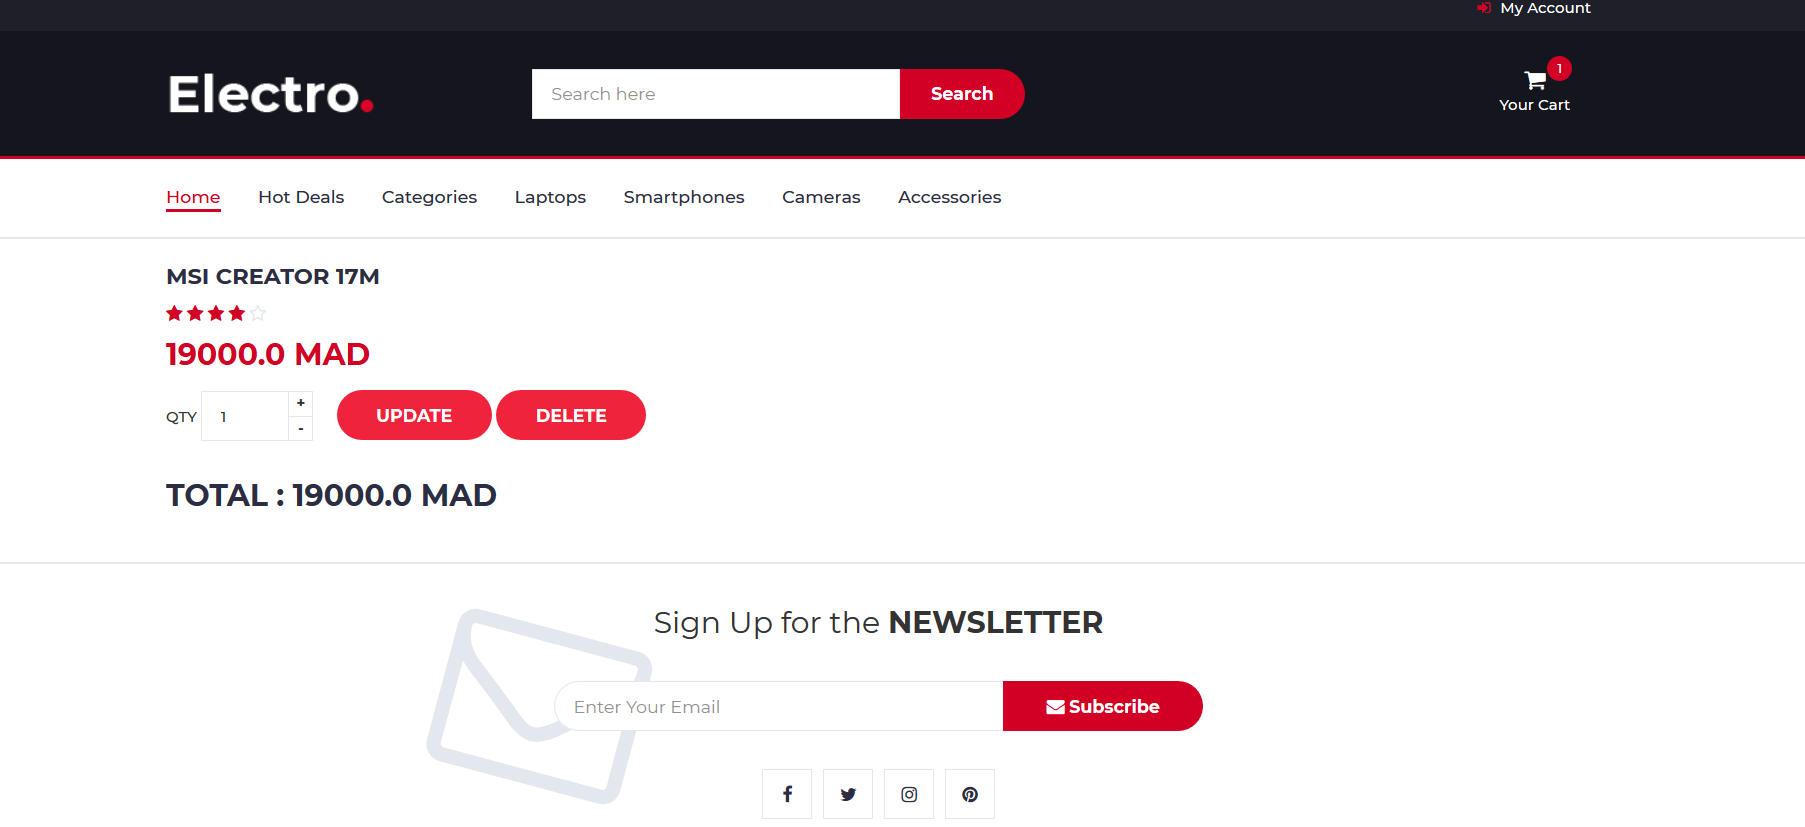 My Account
Electro.
Search here
Search
1
Your Cart
Home Hot Deals Categories Laptops Smartphones Cameras Accessories
MSI CREATOR 17M
19000.0 MAD
QTY 1 + -
UPDATE DELETE
TOTAL : 19000.0 MAD
Sign Up for the NEWSLETTER
Enter Your Email
Subscribe